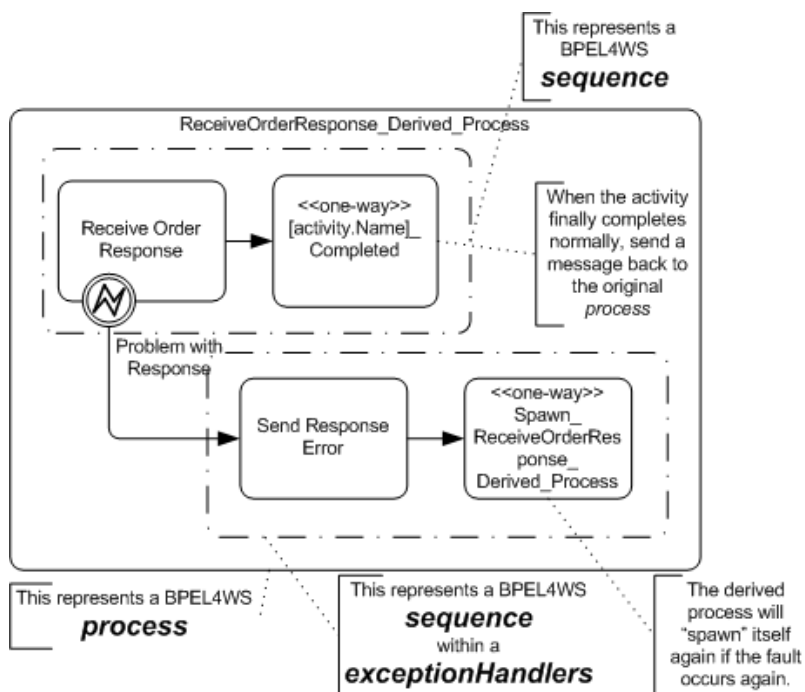 This represents a
BPEL4WS
sequence
ReceiveOrderResponse_Derived_Process
Receive Order
Response
<<one-way>>
[activity.Name]_
Completed
When the activity
finally completes
normally, send a
message back to
the original
process
Problem with
Response
Send Response
Error
<<one-way>>
Spawn_
ReceiveOrderRes
ponse_
Derived_Process
This represents a BPEL4WS
process
This represents a BPEL4WS
sequence
within a
exceptionHandlers
The derived
process will
“spawn” itself
again if the fault
occurs again.